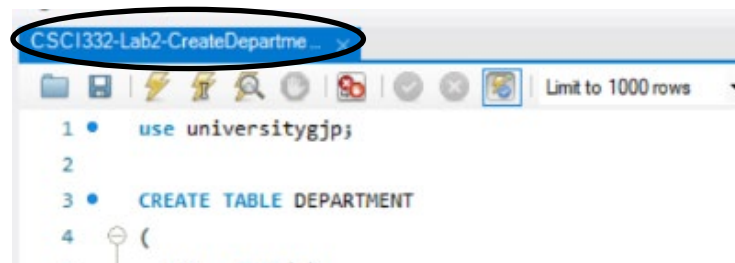 CSCI332-Lab2-CreateDepartme...
Limit to 1000 rows
1 use universitygjp;
2
3 CREATE TABLE DEPARTMENT
4 (